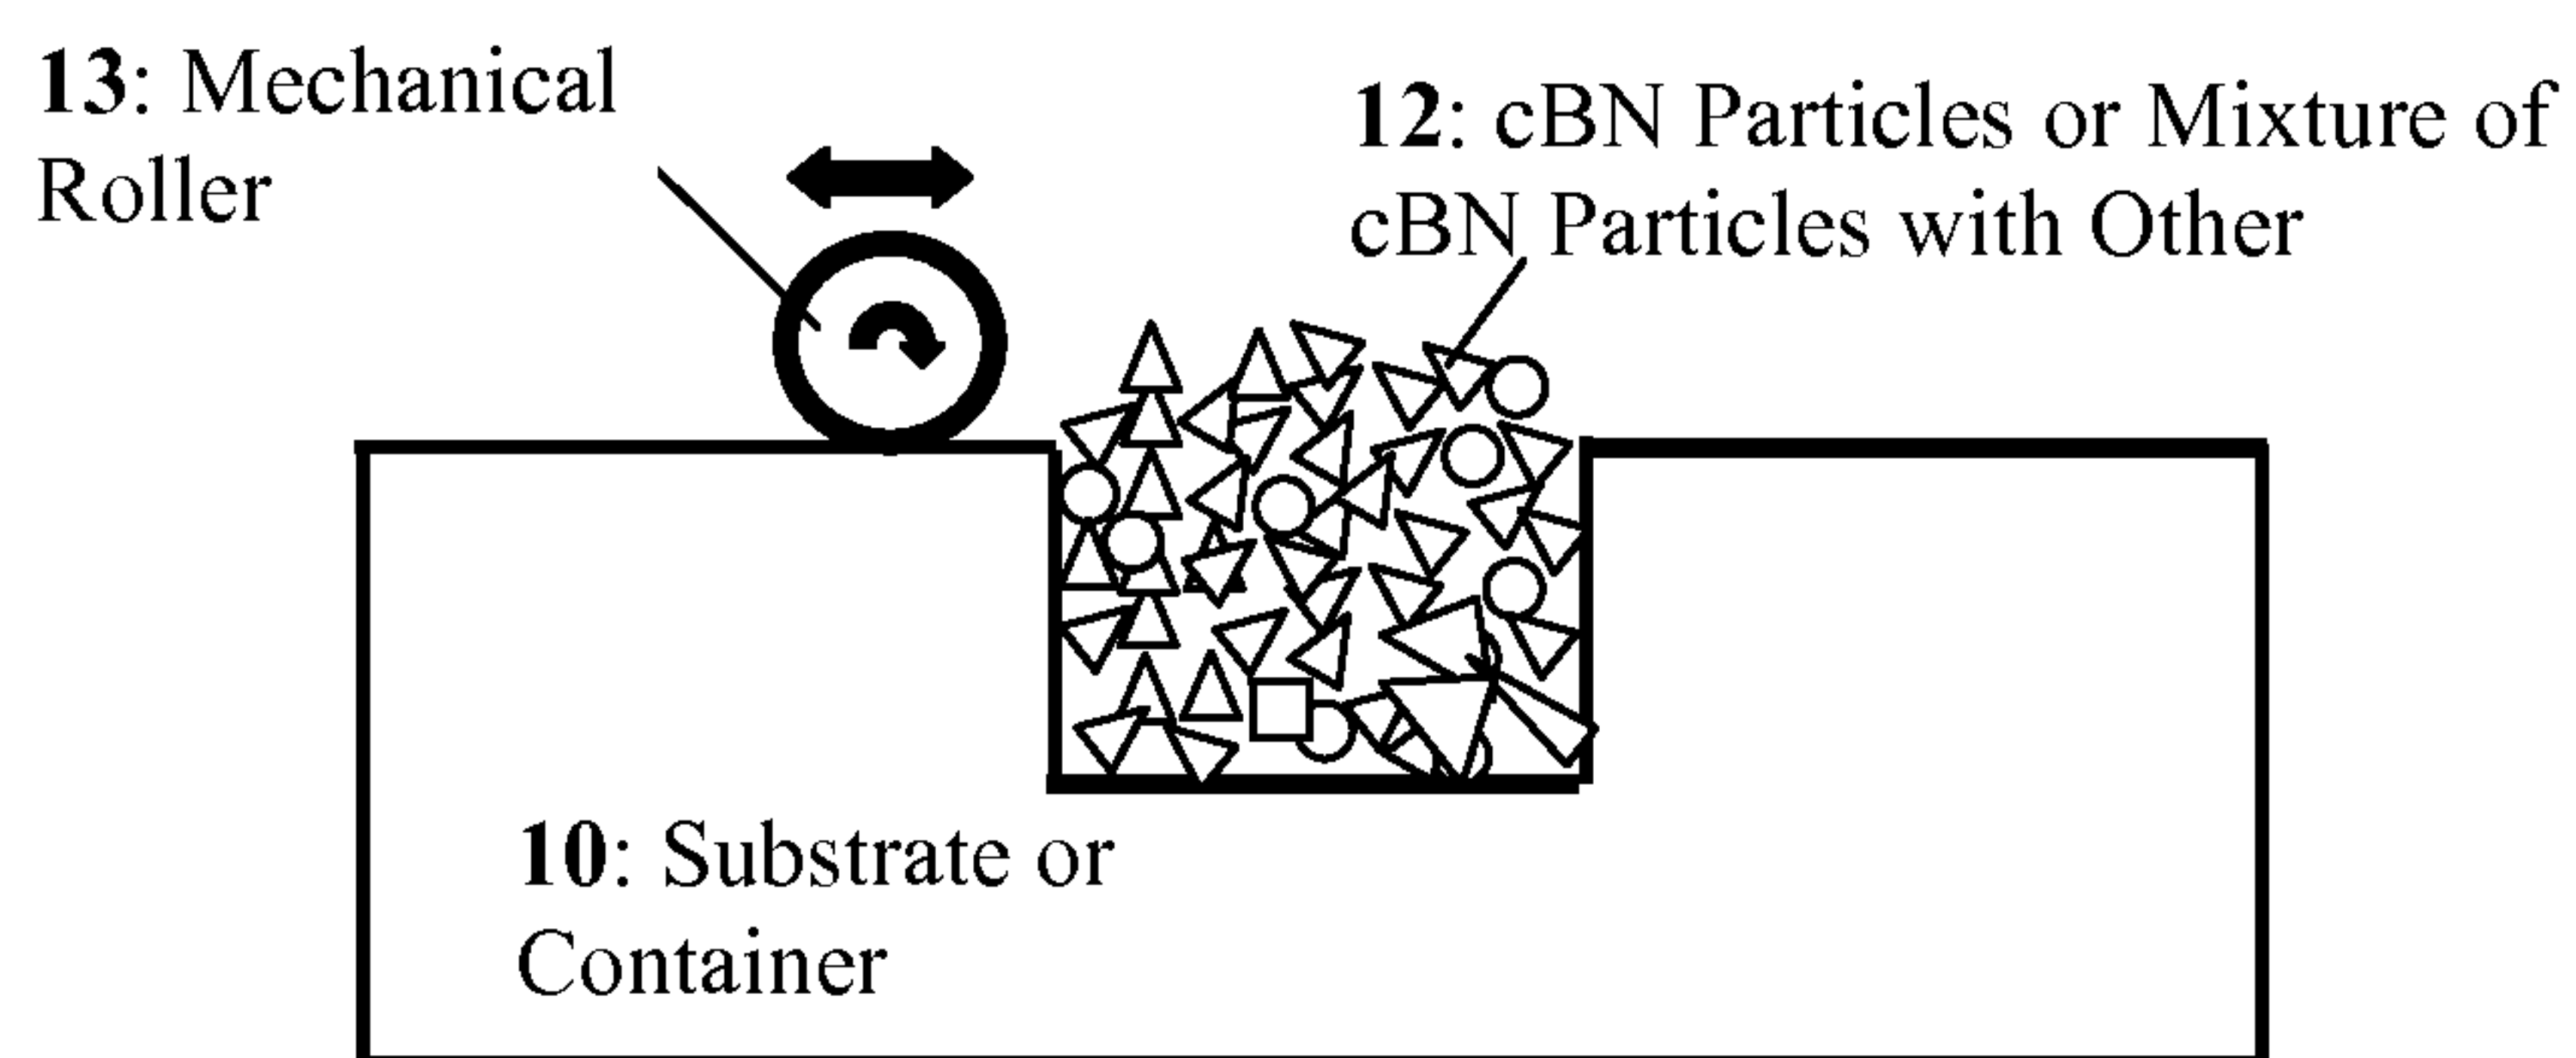 13: Mechanical
Roller
12: cBN Particles or Mixture of
cBN Particles with Other
10: Substrate or
Container